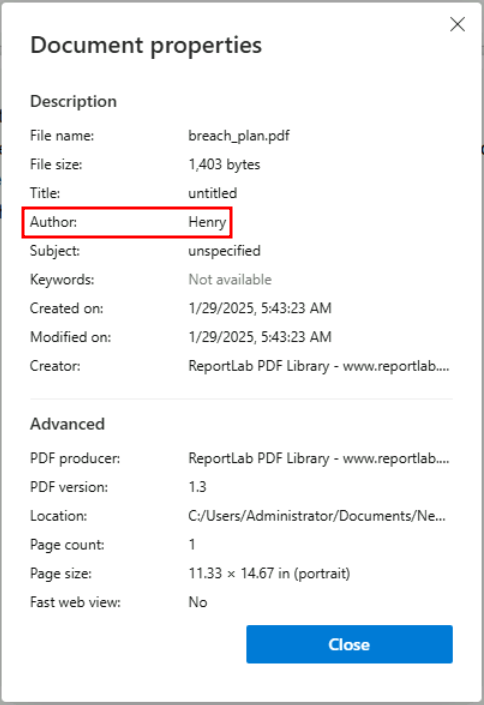 Document properties
Description
File name: breach_plan.pdf
File size: 1,403 bytes
Title: untitled
Author: Henry
Subject: unspecified
Keywords: Not available
Created on: 1/29/2025, 5:43:23 AM
Modified on: 1/29/2025, 5:43:23 AM
Creator: ReportLab PDF Library - www.reportlab....
Advanced
PDF producer: ReportLab PDF Library - www.reportlab....
PDF version: 1.3
Location: C:/Users/Administrator/Documents/Ne...
Page count: 1
Page size: 11.33 × 14.67 in (portrait)
Fast web view: No
Close